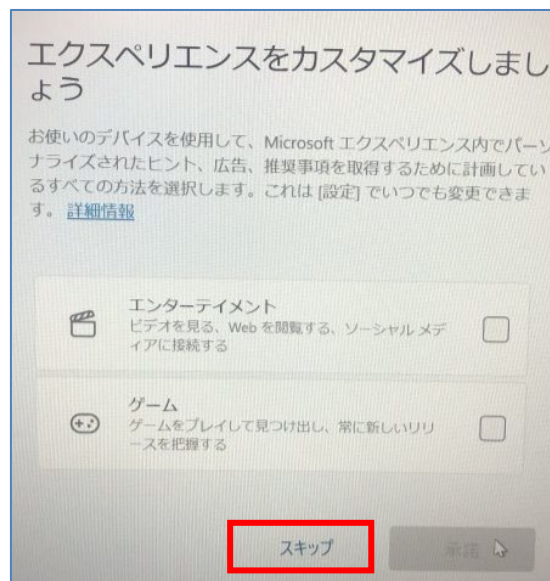 エクスペリエンスをカスタマイズしまし
ょう
お使いのデバイスを使用して、Microsoft エクスペリエンス内でパーソ
ナライズされたヒント、広告、推奨事項を取得するために計画してい
るすべての方法を選択します。これは [設定] でいつでも変更できま
す。 詳細情報
エンターテイメント
ビデオを見る、Web を閲覧する、ソーシャル メデ
ィアに接続する
ゲーム
ゲームをプレイして見つけ出し、常に新しいリリ
ースを把握する
スキップ
承諾